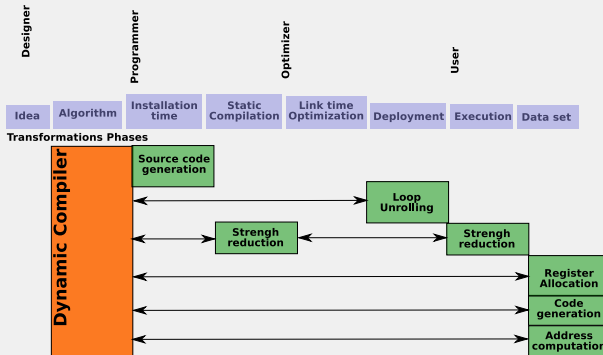 Designer
Programmer
Optimizer
User
Idea
Algorithm
Installation
time
Static
Compilation
Link time
Optimization
Deployment
Execution
Data set
Transformations Phases
Dynamic Compiler
Source code
generation
Loop
Unrolling
Strengh
reduction
Strengh
reduction
Register
Allocation
Code
generation
Address
computation